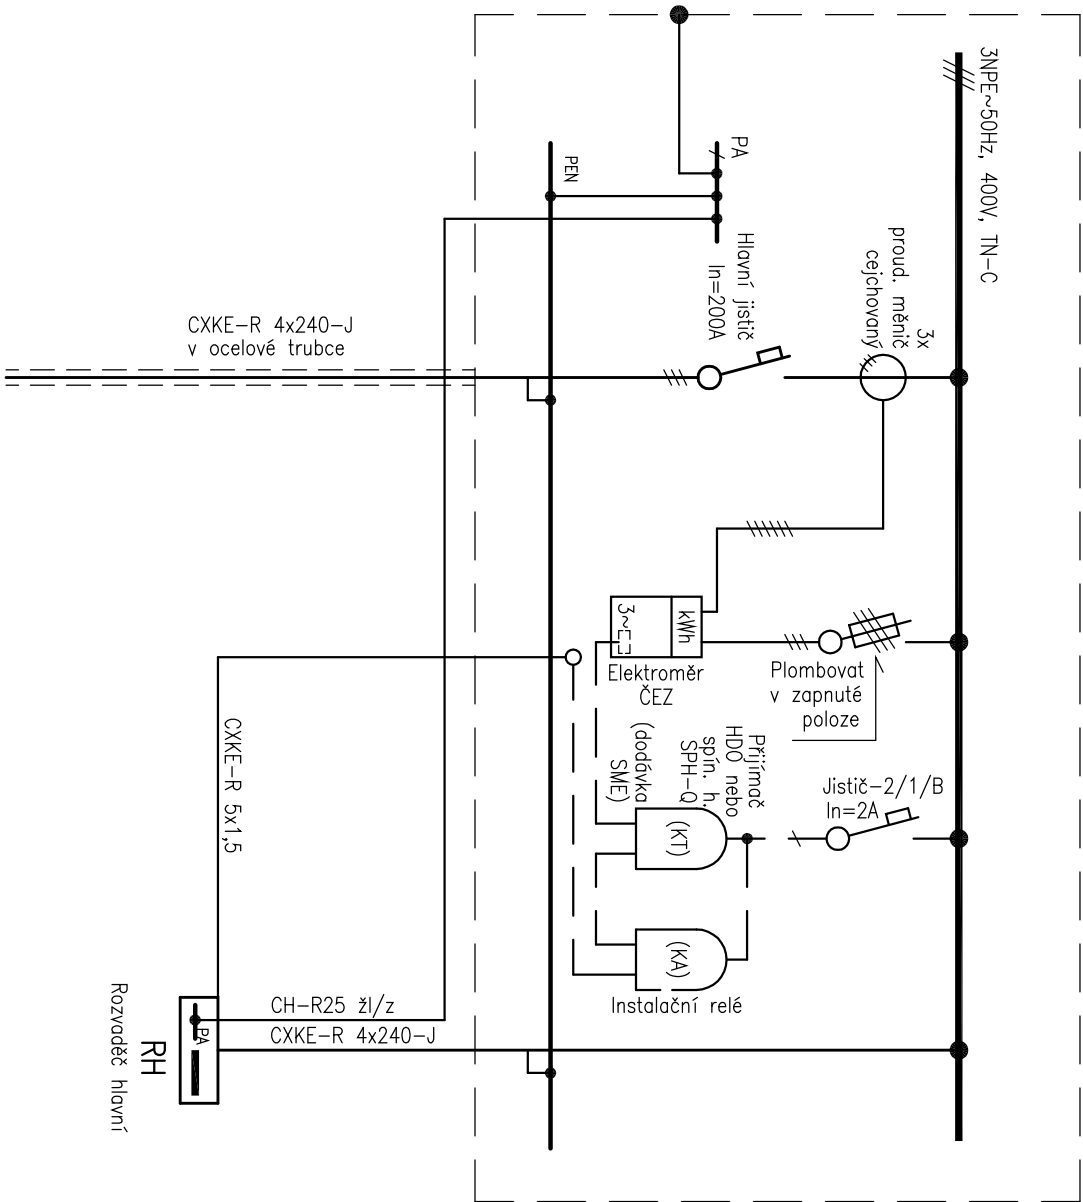 3NPE~50Hz, 400V, TN-C
PA
PEN
3x
proud. měnič
cejchovaný
Hlavní jistič
In=200A
CXKE-R 4x240-J
v ocelové trubce
kWh
3~
Elektroměr
ČEZ
Plombovat
v zapnuté
poloze
Přijímač
HDO nebo
spín. h.
SPH-Q
(dodávka
SME)
Jistič-2/1/B
In=2A
(KT)
(KA)
Instalační relé
CXKE-R 5x1,5
CH-R25 žl/z
CXKE-R 4x240-J
PA
RH
Rozvaděč hlavní